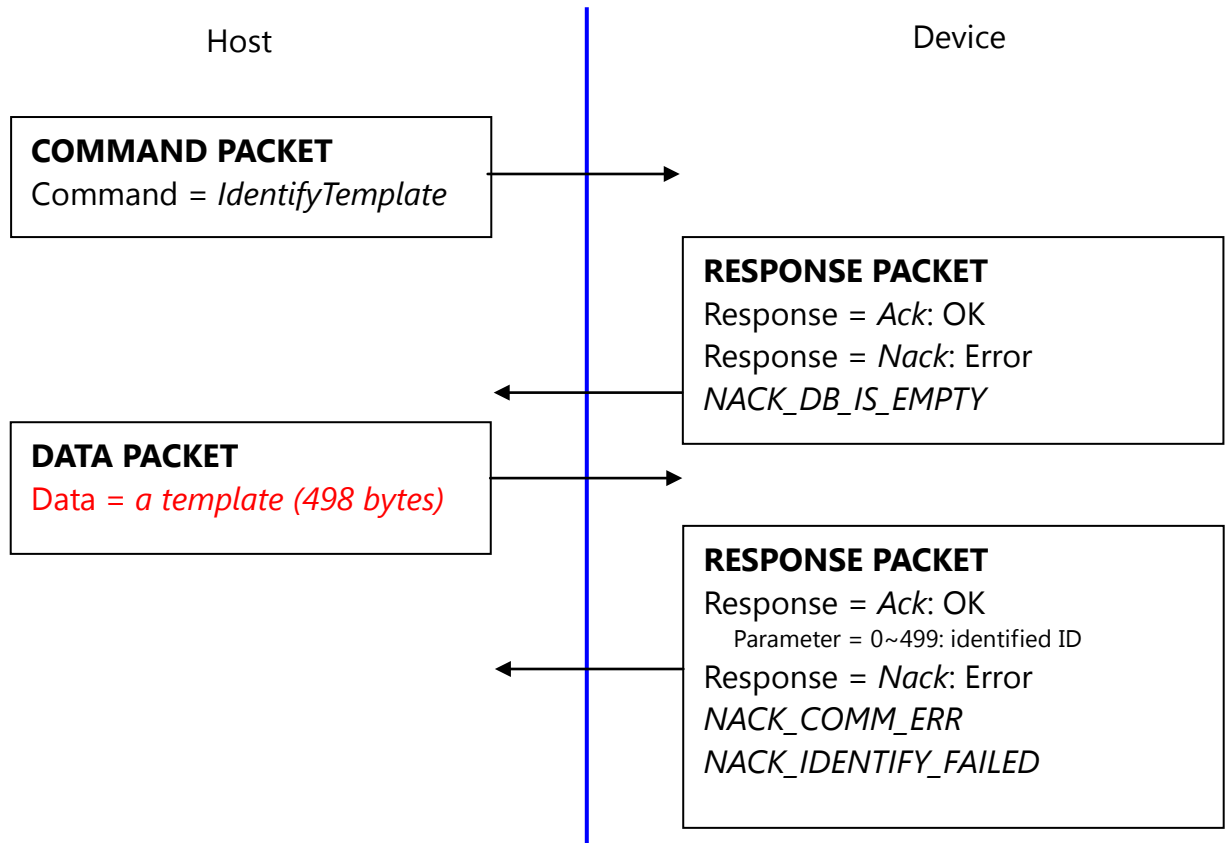 Host
Device
COMMAND PACKET
Command = IdentifyTemplate
RESPONSE PACKET
Response = Ack: OK
Response = Nack: Error
NACK_DB_IS_EMPTY
DATA PACKET
Data = a template (498 bytes)
RESPONSE PACKET
Response = Ack: OK
Parameter = 0~499: identified ID
Response = Nack: Error
NACK_COMM_ERR
NACK_IDENTIFY_FAILED